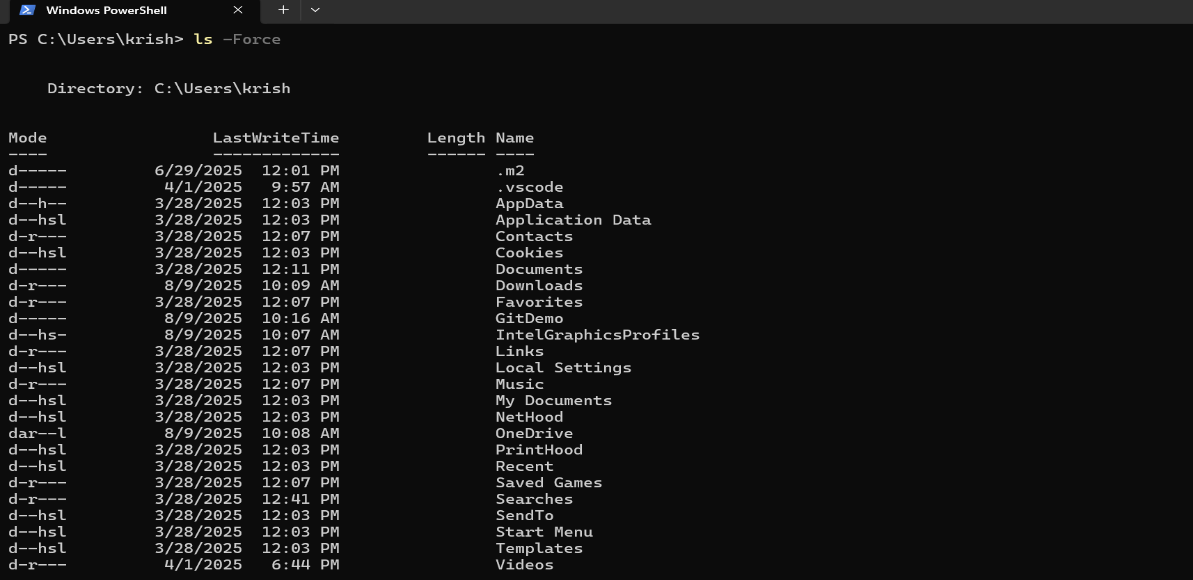 Windows PowerShell
PS C:\Users\krish> ls -Force
Directory: C:\Users\krish
Mode LastWriteTime Length Name
---- ------------- ------ ----
d----- 6/29/2025 12:01 PM .m2
d----- 4/1/2025 9:57 AM .vscode
d--h-- 3/28/2025 12:03 PM AppData
d--hsl 3/28/2025 12:03 PM Application Data
d-r--- 3/28/2025 12:07 PM Contacts
d--hsl 3/28/2025 12:03 PM Cookies
d----- 3/28/2025 12:11 PM Documents
d-r--- 8/9/2025 10:09 AM Downloads
d-r--- 3/28/2025 12:07 PM Favorites
d----- 8/9/2025 10:16 AM GitDemo
d--hs- 8/9/2025 10:07 AM IntelGraphicsProfiles
d-r--- 3/28/2025 12:07 PM Links
d--hsl 3/28/2025 12:03 PM Local Settings
d-r--- 3/28/2025 12:07 PM Music
d--hsl 3/28/2025 12:03 PM My Documents
d--hsl 3/28/2025 12:03 PM NetHood
dar--l 8/9/2025 10:08 AM OneDrive
d--hsl 3/28/2025 12:03 PM PrintHood
d--hsl 3/28/2025 12:03 PM Recent
d-r--- 3/28/2025 12:07 PM Saved Games
d-r--- 3/28/2025 12:41 PM Searches
d--hsl 3/28/2025 12:03 PM SendTo
d--hsl 3/28/2025 12:03 PM Start Menu
d--hsl 3/28/2025 12:03 PM Templates
d-r--- 4/1/2025 6:44 PM Videos